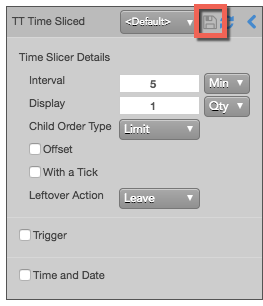 TT Time Sliced <Default>
Time Slicer Details
Interval 5 Min
Display 1 Qty
Child Order Type Limit
Offset
With a Tick
Leftover Action Leave
Trigger
Time and Date